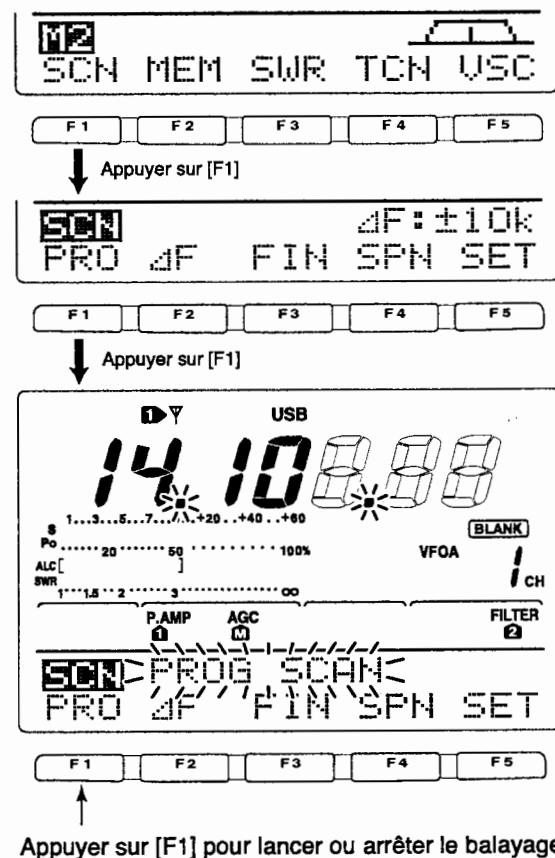 M2
SCN MEM SWR TCN VSC
F1 F2 F3 F4 F5
Appuyer sur [F1]
SCN ⊿F:±10k
PRO ⊿F FIN SPN SET
F1 F2 F3 F4 F5
Appuyer sur [F1]
1 USB
14.10
S 1...3...5...7... +20..+40..+60
BLANK
Po 20 50 100%
VFOA 1 CH
ALC [ ]
SWR 1 1.5 2 3 ∞
P.AMP AGC FILTER
1 M 2
SCN PROG SCAN
PRO ⊿F FIN SPN SET
F1 F2 F3 F4 F5
Appuyer sur [F1] pour lancer ou arrêter le balayage